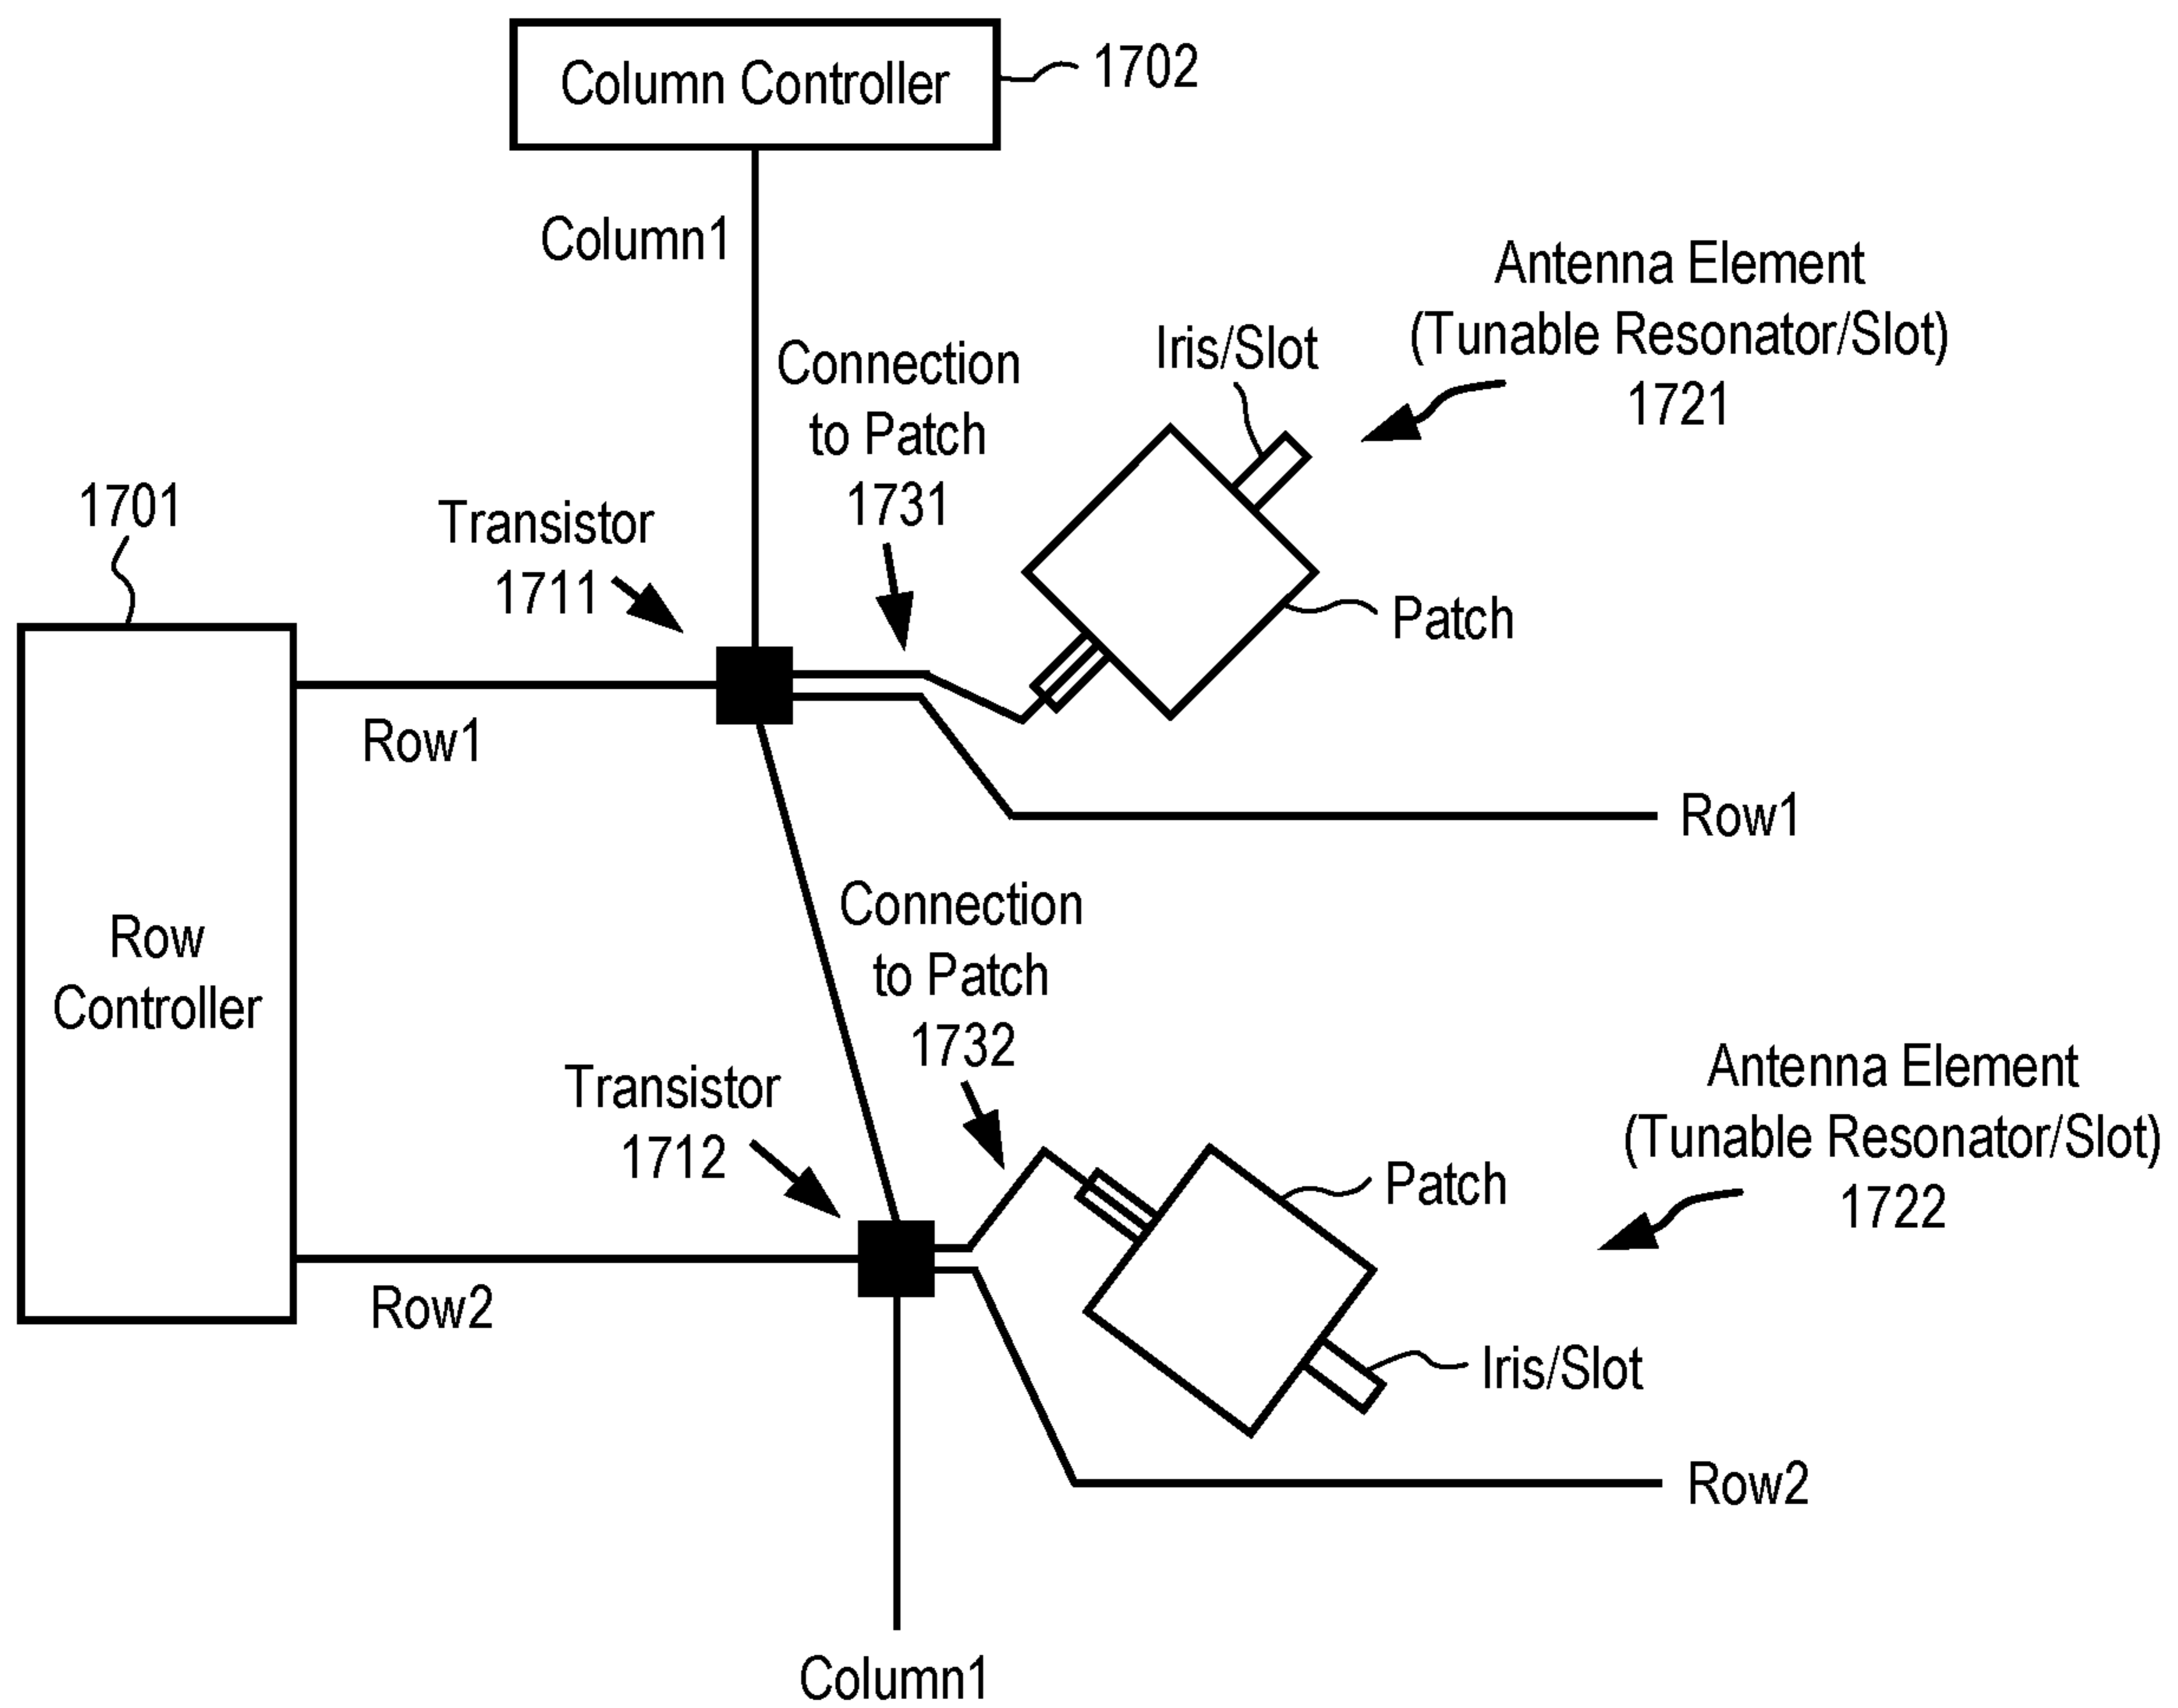 Column Controller
1702
Column1
Antenna Element
(Tunable Resonator/Slot)
1721
Iris/Slot
Connection
to Patch
1731
1701
Transistor
1711
Patch
Row1
Row1
Row
Controller
Connection
to Patch
1732
Transistor
1712
Antenna Element
(Tunable Resonator/Slot)
1722
Patch
Row2
Iris/Slot
Row2
Column1